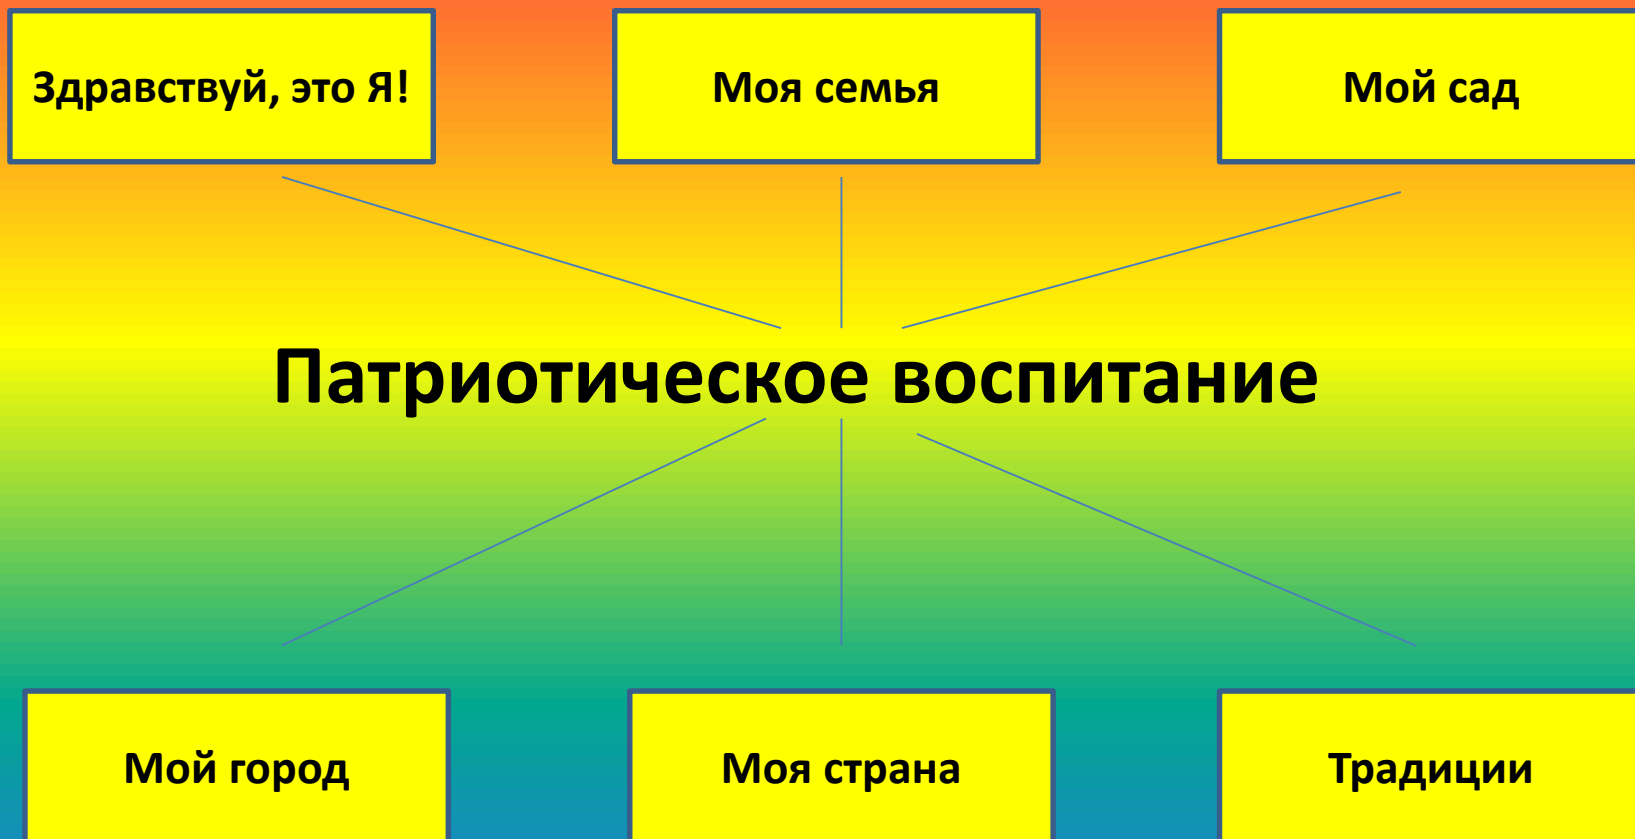 Здравствуй, это Я!
Моя семья
Мой сад
Патриотическое воспитание
Мой город
Моя страна
Традиции